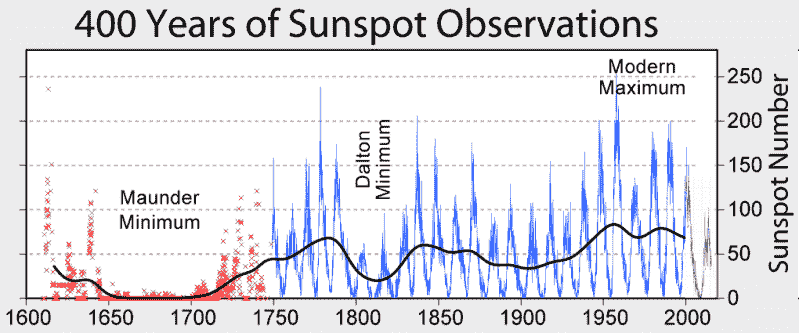 400 Years of Sunspot Observations
Modern
Maximum
Dalton
Minimum
Maunder
Minimum
250
200
150
100
50
0
Sunspot Number
1600
1650
1700
1750
1800
1850
1900
1950
2000